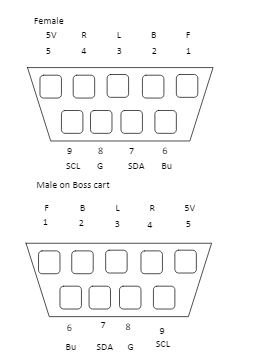 Female
5V R L B F
5 4 3 2 1
9 8 7 6
SCL G SDA Bu
Male on Boss cart
F B L R 5V
1 2 3 4 5
6 7 8 9
Bu SDA G SCL